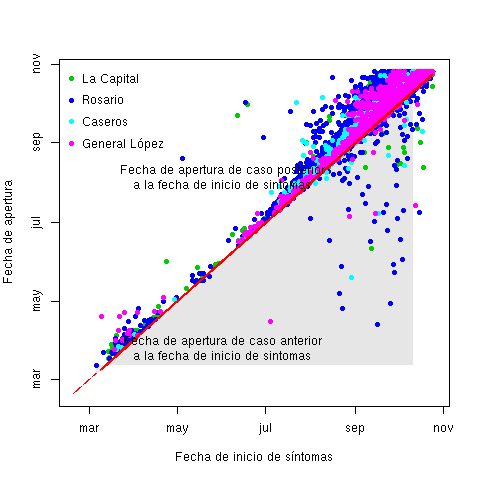 La Capital
Rosario
Caseros
General López
Fecha de apertura de caso posterior
a la fecha de inicio de sintomas
Fecha de apertura de caso anterior
a la fecha de inicio de sintomas
Fecha de apertura
mar
may
jul
sep
nov
mar
may
jul
sep
nov
Fecha de inicio de síntomas